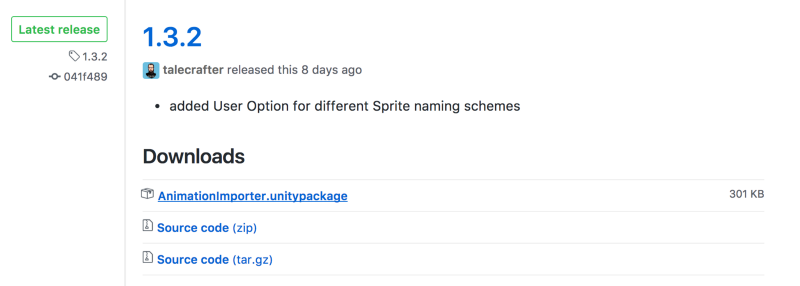 Latest release
1.3.2
041f489
1.3.2
talecrafter released this 8 days ago
• added User Option for different Sprite naming schemes
Downloads
AnimationImporter.unitypackage 301 KB
Source code (zip)
Source code (tar.gz)